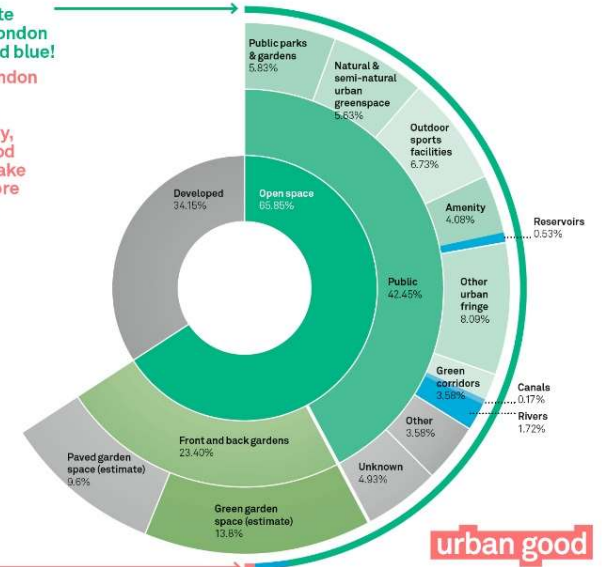 te
ondon
d blue!
ndon
y,
od
ake
ore
Public parks
& gardens
5.83%
Natural &
semi-natural
urban
greenspace
5.63%
Outdoor
sports
facilities
6.73%
Developed
34.15%
Open space
65.85%
Amenity
4.08%
Reservoirs
0.53%
Public
42.45%
Other
urban
fringe
8.09%
Green
corridors
3.58%
Canals
0.17%
Rivers
1.72%
Other
3.58%
Front and back gardens
23.40%
Unknown
4.93%
Paved garden
space (estimate)
9.6%
Green garden
space (estimate)
13.8%
urban good